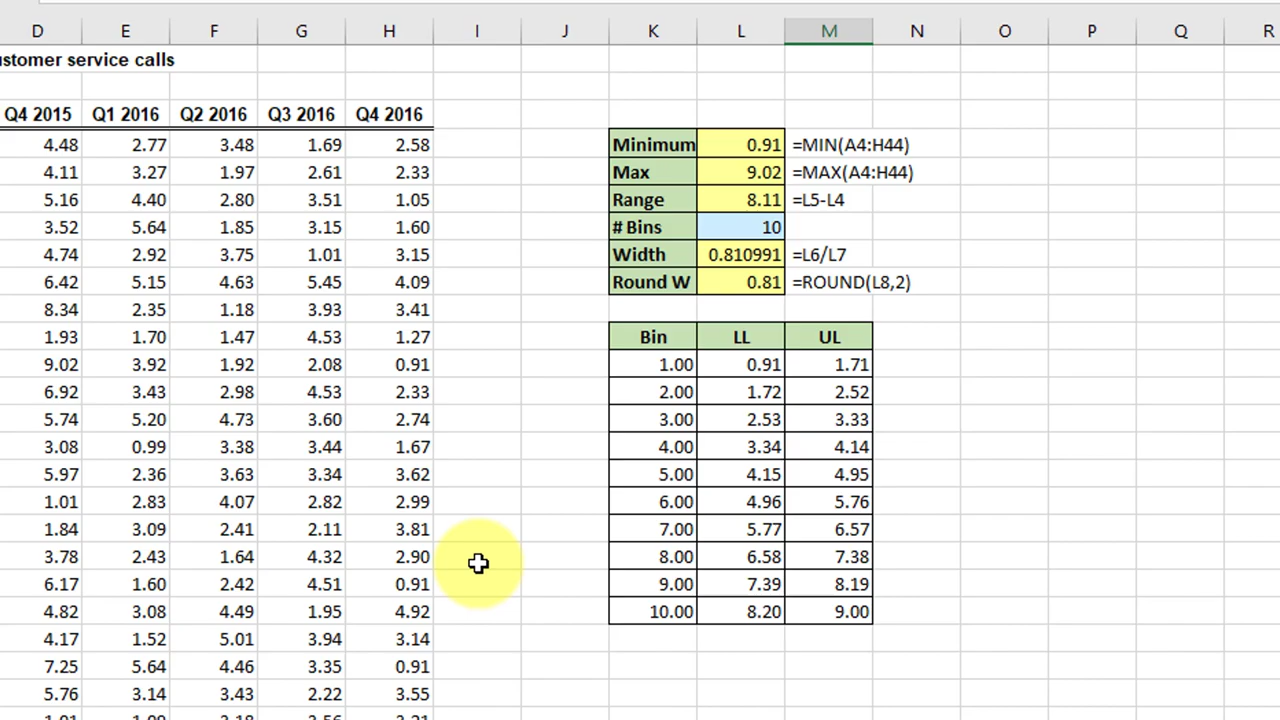 D E F G H I J K L M N O P Q R
ustomer service calls
Q4 2015 Q1 2016 Q2 2016 Q3 2016 Q4 2016
4.48 2.77 3.48 1.69 2.58 Minimum 0.91 =MIN(A4:H44)
4.11 3.27 1.97 2.61 2.33 Max 9.02 =MAX(A4:H44)
5.16 4.40 2.80 3.51 1.05 Range 8.11 =L5-L4
3.52 5.64 1.85 3.15 1.60 # Bins 10
4.74 2.92 3.75 1.01 3.15 Width 0.810991 =L6/L7
6.42 5.15 4.63 5.45 4.09 Round W 0.81 =ROUND(L8,2)
8.34 2.35 1.18 3.93 3.41
1.93 1.70 1.47 4.53 1.27 Bin LL UL
9.02 3.92 1.92 2.08 0.91 1.00 0.91 1.71
6.92 3.43 2.98 4.53 2.33 2.00 1.72 2.52
5.74 5.20 4.73 3.60 2.74 3.00 2.53 3.33
3.08 0.99 3.38 3.44 1.67 4.00 3.34 4.14
5.97 2.36 3.63 3.34 3.62 5.00 4.15 4.95
1.01 2.83 4.07 2.82 2.99 6.00 4.96 5.76
1.84 3.09 2.41 2.11 3.81 7.00 5.77 6.57
3.78 2.43 1.64 4.32 2.90 8.00 6.58 7.38
6.17 1.60 2.42 4.51 0.91 9.00 7.39 8.19
4.82 3.08 4.49 1.95 4.92 10.00 8.20 9.00
4.17 1.52 5.01 3.94 3.14
7.25 5.64 4.46 3.35 0.91
5.76 3.14 3.43 2.22 3.55